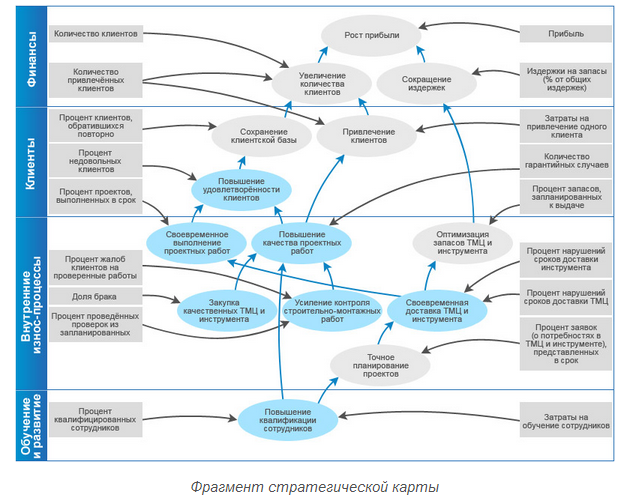 Финансы
Количество клиентов
Рост прибыли
Прибыль
Количество
привлечённых
клиентов
Увеличение
количества
клиентов
Сокращение
издержек
Издержки на запасы
(% от общих
издержек)
Клиенты
Процент клиентов,
обратившихся
повторно
Сохранение
клиентской базы
Привлечение
клиентов
Затраты на
привлечение одного
клиента
Процент
недовольных
клиентов
Повышение
удовлетворённости
клиентов
Количество
гарантийных случаев
Процент проектов,
выполненных в срок
Процент запасов,
запланированных
к выдаче
Внутренние
износ-процессы
Своевременное
выполнение
проектных работ
Повышение
качества проектных
работ
Оптимизация
запасов ТМЦ и
инструмента
Процент жалоб
клиентов на
проверенные работы
Процент нарушений
сроков доставки
инструмента
Доля брака
Закупка
качественных ТМЦ и
инструмента
Усиление контроля
строительно-монтажных
работ
Своевременная
доставка ТМЦ и
инструмента
Процент нарушений
сроков доставки ТМЦ
Процент проведённых
проверок из
запланированных
Точное
планирование
проектов
Процент заявок
(о потребностях в
ТМЦ и инструменте),
представленных
в срок
Обучение
и развитие
Процент
квалифицированных
сотрудников
Повышение
квалификации
сотрудников
Затраты на
обучение сотрудников
Фрагмент стратегической карты